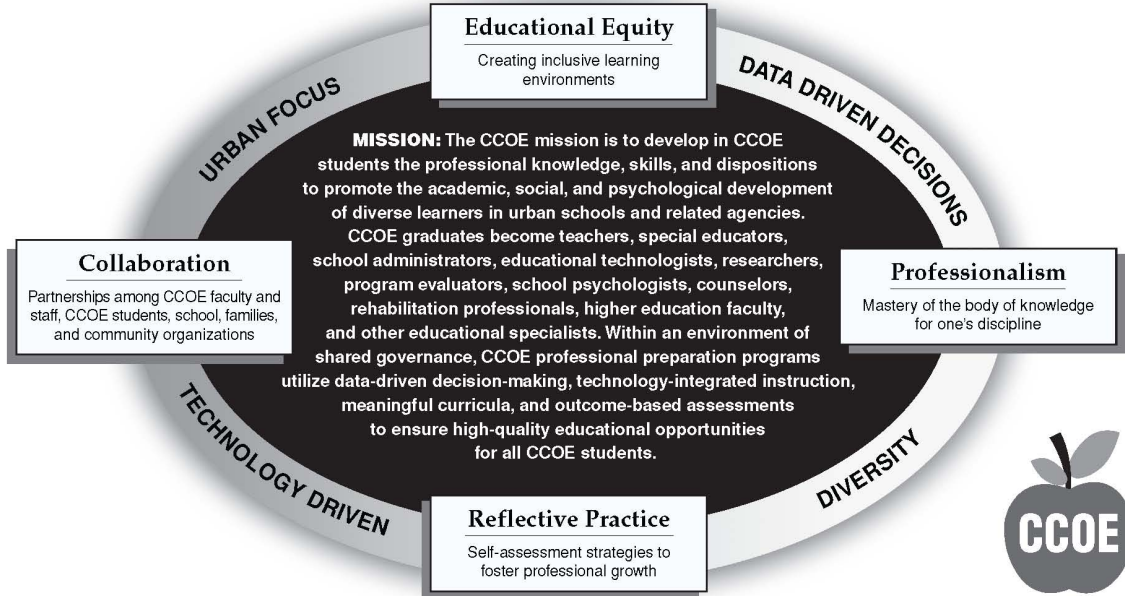 Educational Equity
Creating inclusive learning
environments
URBAN FOCUS
DATA DRIVEN DECISIONS
MISSION: The CCOE mission is to develop in CCOE
students the professional knowledge, skills, and dispositions
to promote the academic, social, and psychological development
of diverse learners in urban schools and related agencies.
CCOE graduates become teachers, special educators,
school administrators, educational technologists, researchers,
program evaluators, school psychologists, counselors,
rehabilitation professionals, higher education faculty,
and other educational specialists. Within an environment of
shared governance, CCOE professional preparation programs
utilize data-driven decision-making, technology-integrated instruction,
meaningful curricula, and outcome-based assessments
to ensure high-quality educational opportunities
for all CCOE students.
Collaboration
Partnerships among CCOE faculty and
staff, CCOE students, school, families,
and community organizations
Professionalism
Mastery of the body of knowledge
for one's discipline
TECHNOLOGY DRIVEN
DIVERSITY
Reflective Practice
Self-assessment strategies to
foster professional growth
CCOE